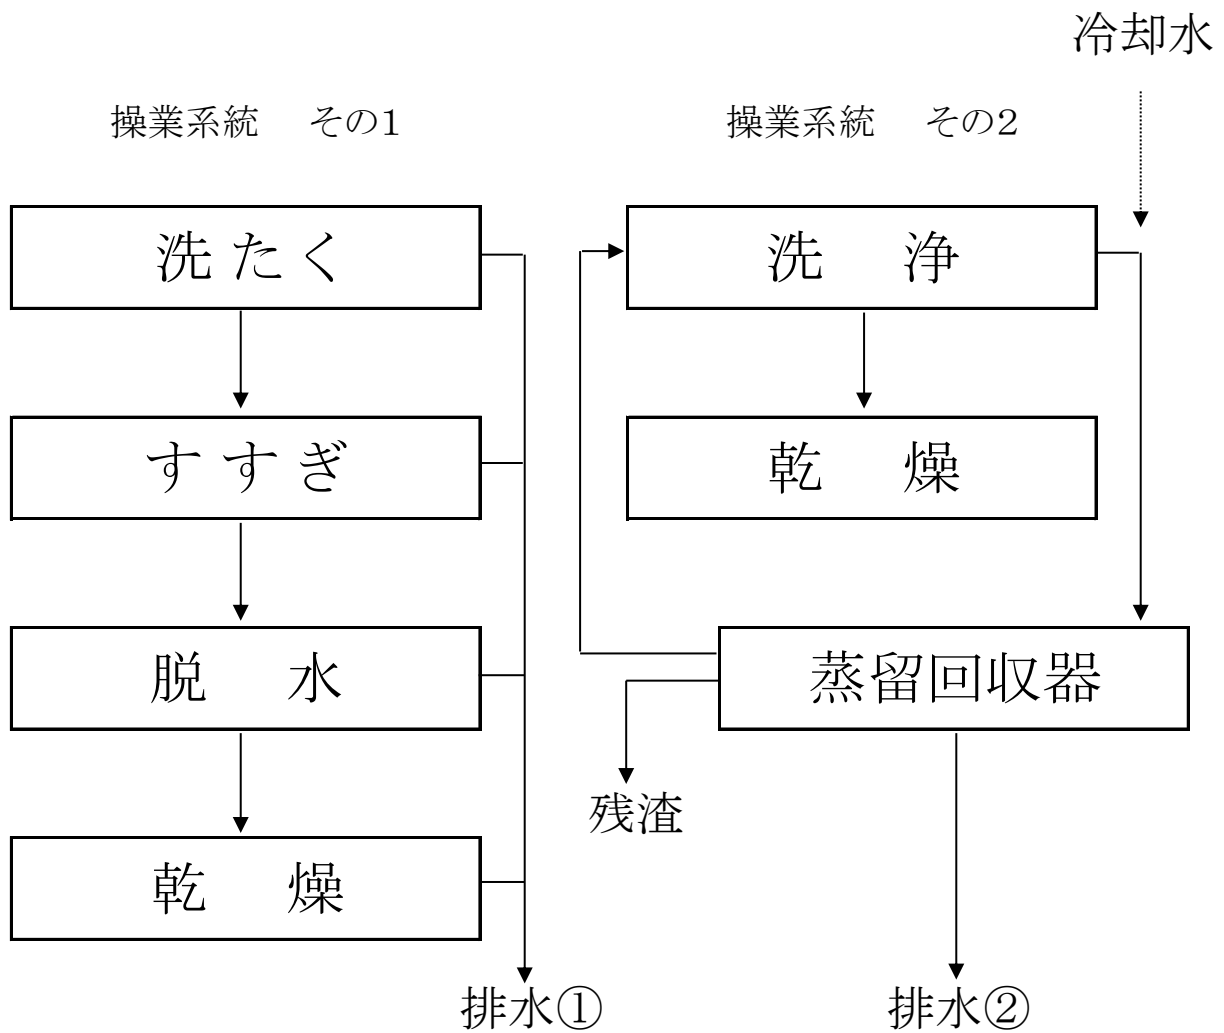 冷却水
操業系統 その1
操業系統 その2
洗たく
洗 浄
すすぎ
乾 燥
脱 水
蒸留回収器
残渣
乾 燥
排水①
排水②